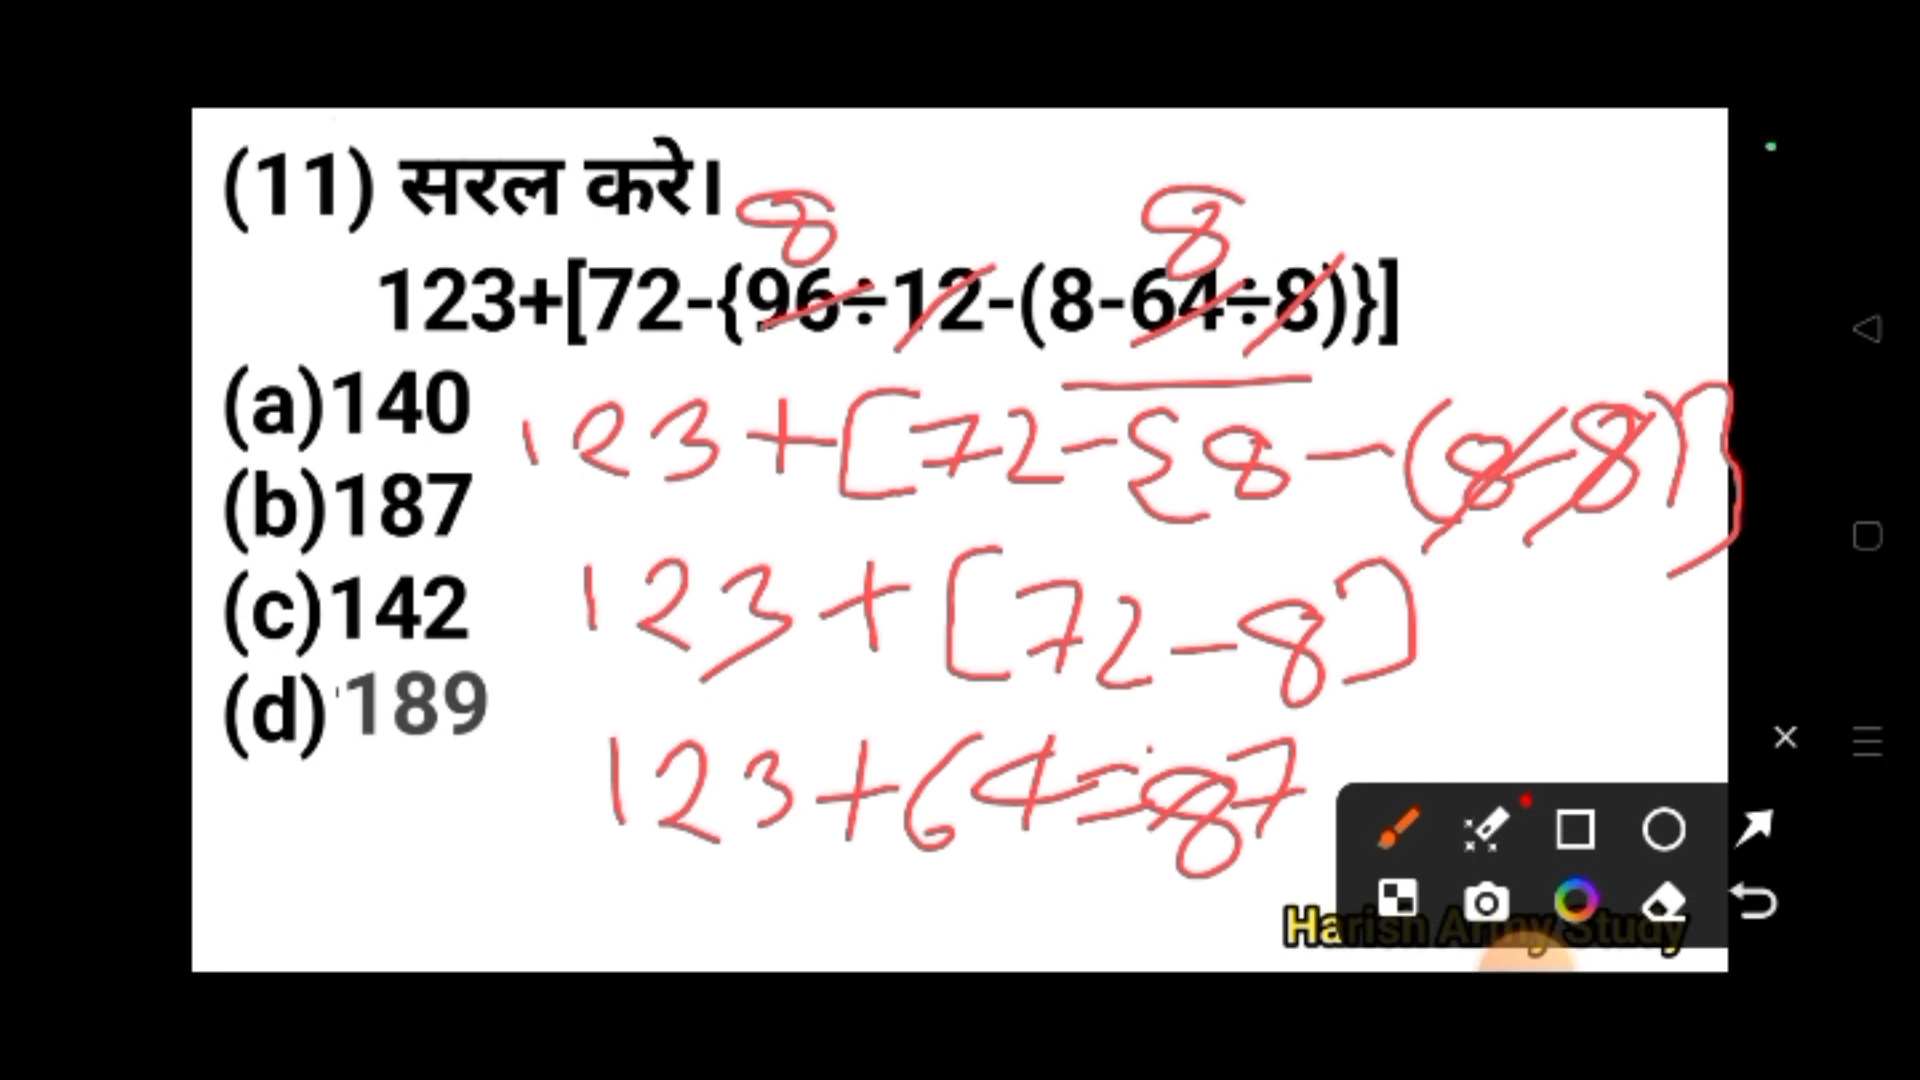 (11) सरल करे।
8 8
123+[72-{96÷12-(8-64÷8)}]
(a)140
123+[72-{8-(8-8)}
(b)187
123+[72-8]
(c)142
(d)189
123+64=187
Harish Army Study